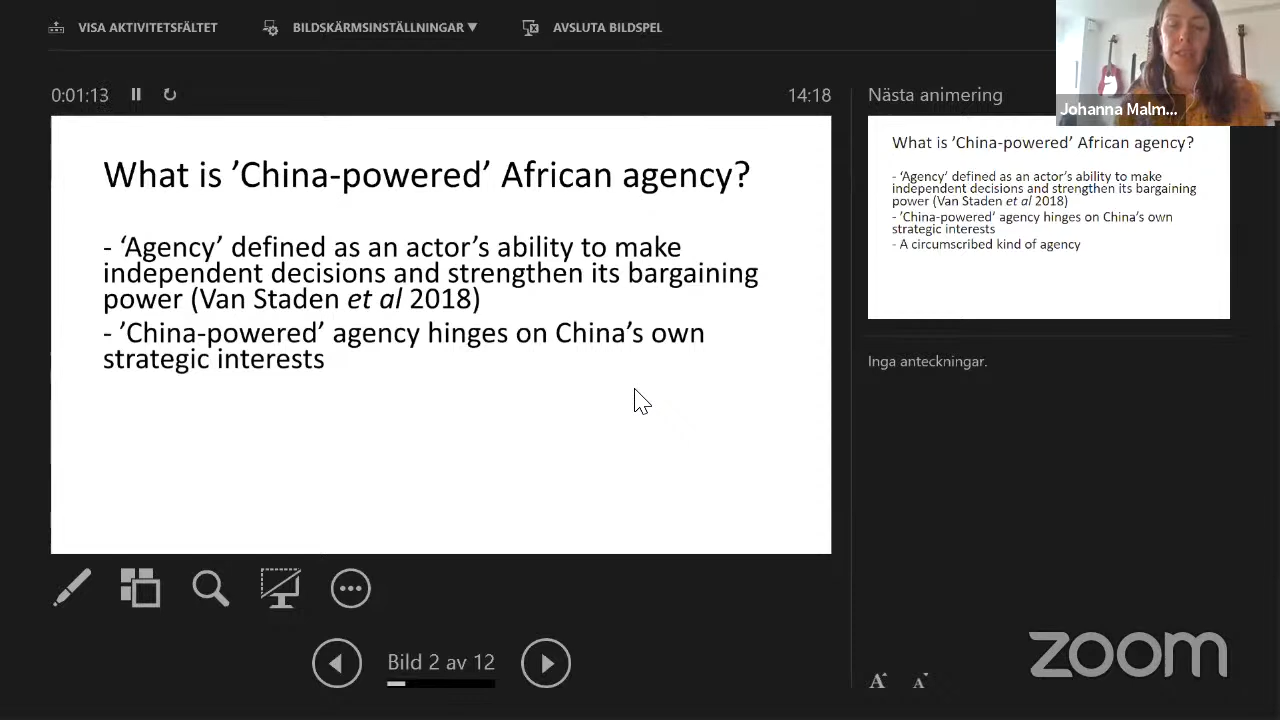 VISA AKTIVITETSFÄLTET
BILDSKÄRMSINSTÄLLNINGAR ▼
AVSLUTA BILDSPEL
0:01:13
14:18
What is ’China-powered’ African agency?
- ‘Agency’ defined as an actor’s ability to make
independent decisions and strengthen its bargaining
power (Van Staden et al 2018)
- ’China-powered’ agency hinges on China’s own
strategic interests
Bild 2 av 12
Nästa animering
Johanna Malm...
What is ’China-powered’ African agency?
- ‘Agency’ defined as an actor’s ability to make
independent decisions and strengthen its bargaining
power (Van Staden et al 2018)
- ’China-powered’ agency hinges on China’s own
strategic interests
- A circumscribed kind of agency
Inga anteckningar.
A A
zoom